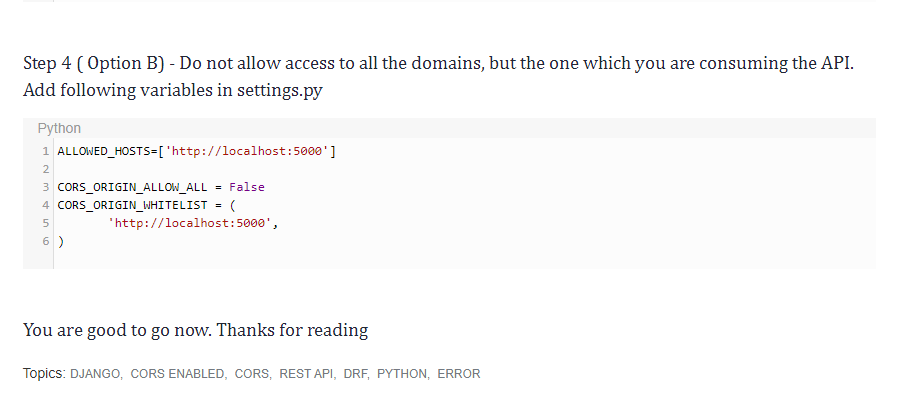 Step 4 ( Option B) - Do not allow access to all the domains, but the one which you are consuming the API.
Add following variables in settings.py
Python
1 ALLOWED_HOSTS=['http://localhost:5000']
2
3 CORS_ORIGIN_ALLOW_ALL = False
4 CORS_ORIGIN_WHITELIST = (
5 'http://localhost:5000',
6 )
You are good to go now. Thanks for reading
Topics: DJANGO, CORS ENABLED, CORS, REST API, DRF, PYTHON, ERROR